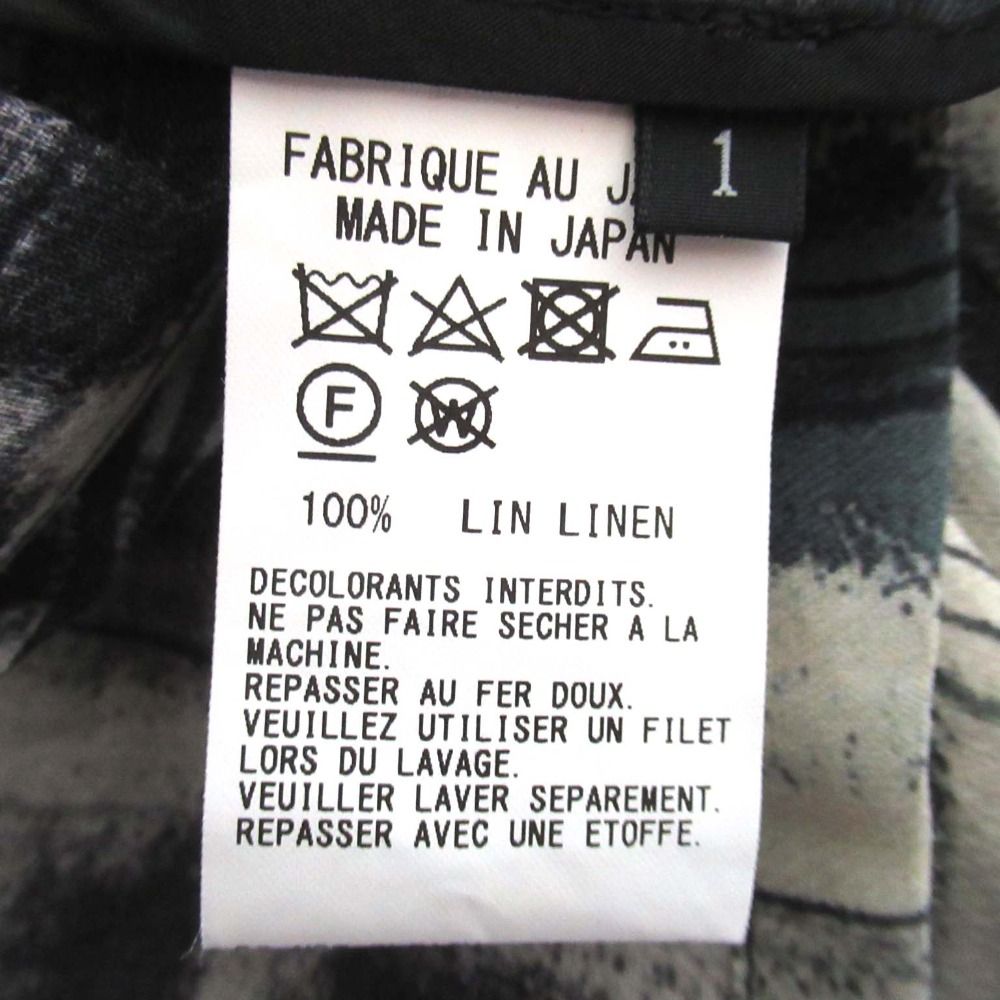 1
FABRIQUE AU
MADE IN JAPAN
F W
100% LIN LINEN
DECOLORANTS INTERDITS.
NE PAS FAIRE SECHER A LA
MACHINE.
REPASSER AU FER DOUX.
VEUILLEZ UTILISER UN FILET
LORS DU LAVAGE.
VEUILLER LAVER SEPAREMENT.
REPASSER AVEC UNE ETOFFE.